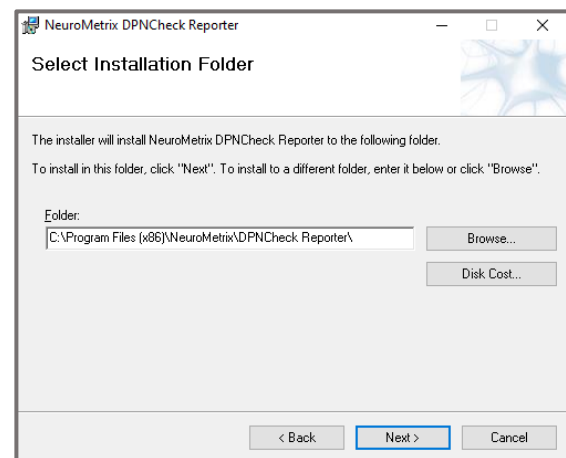 NeuroMetrix DPNCheck Reporter
Select Installation Folder
The installer will install NeuroMetrix DPNCheck Reporter to the following folder.
To install in this folder, click "Next". To install to a different folder, enter it below or click "Browse".
Folder:
C:\Program Files (x86)\NeuroMetrix\DPNCheck Reporter\
Browse...
Disk Cost...
< Back
Next >
Cancel